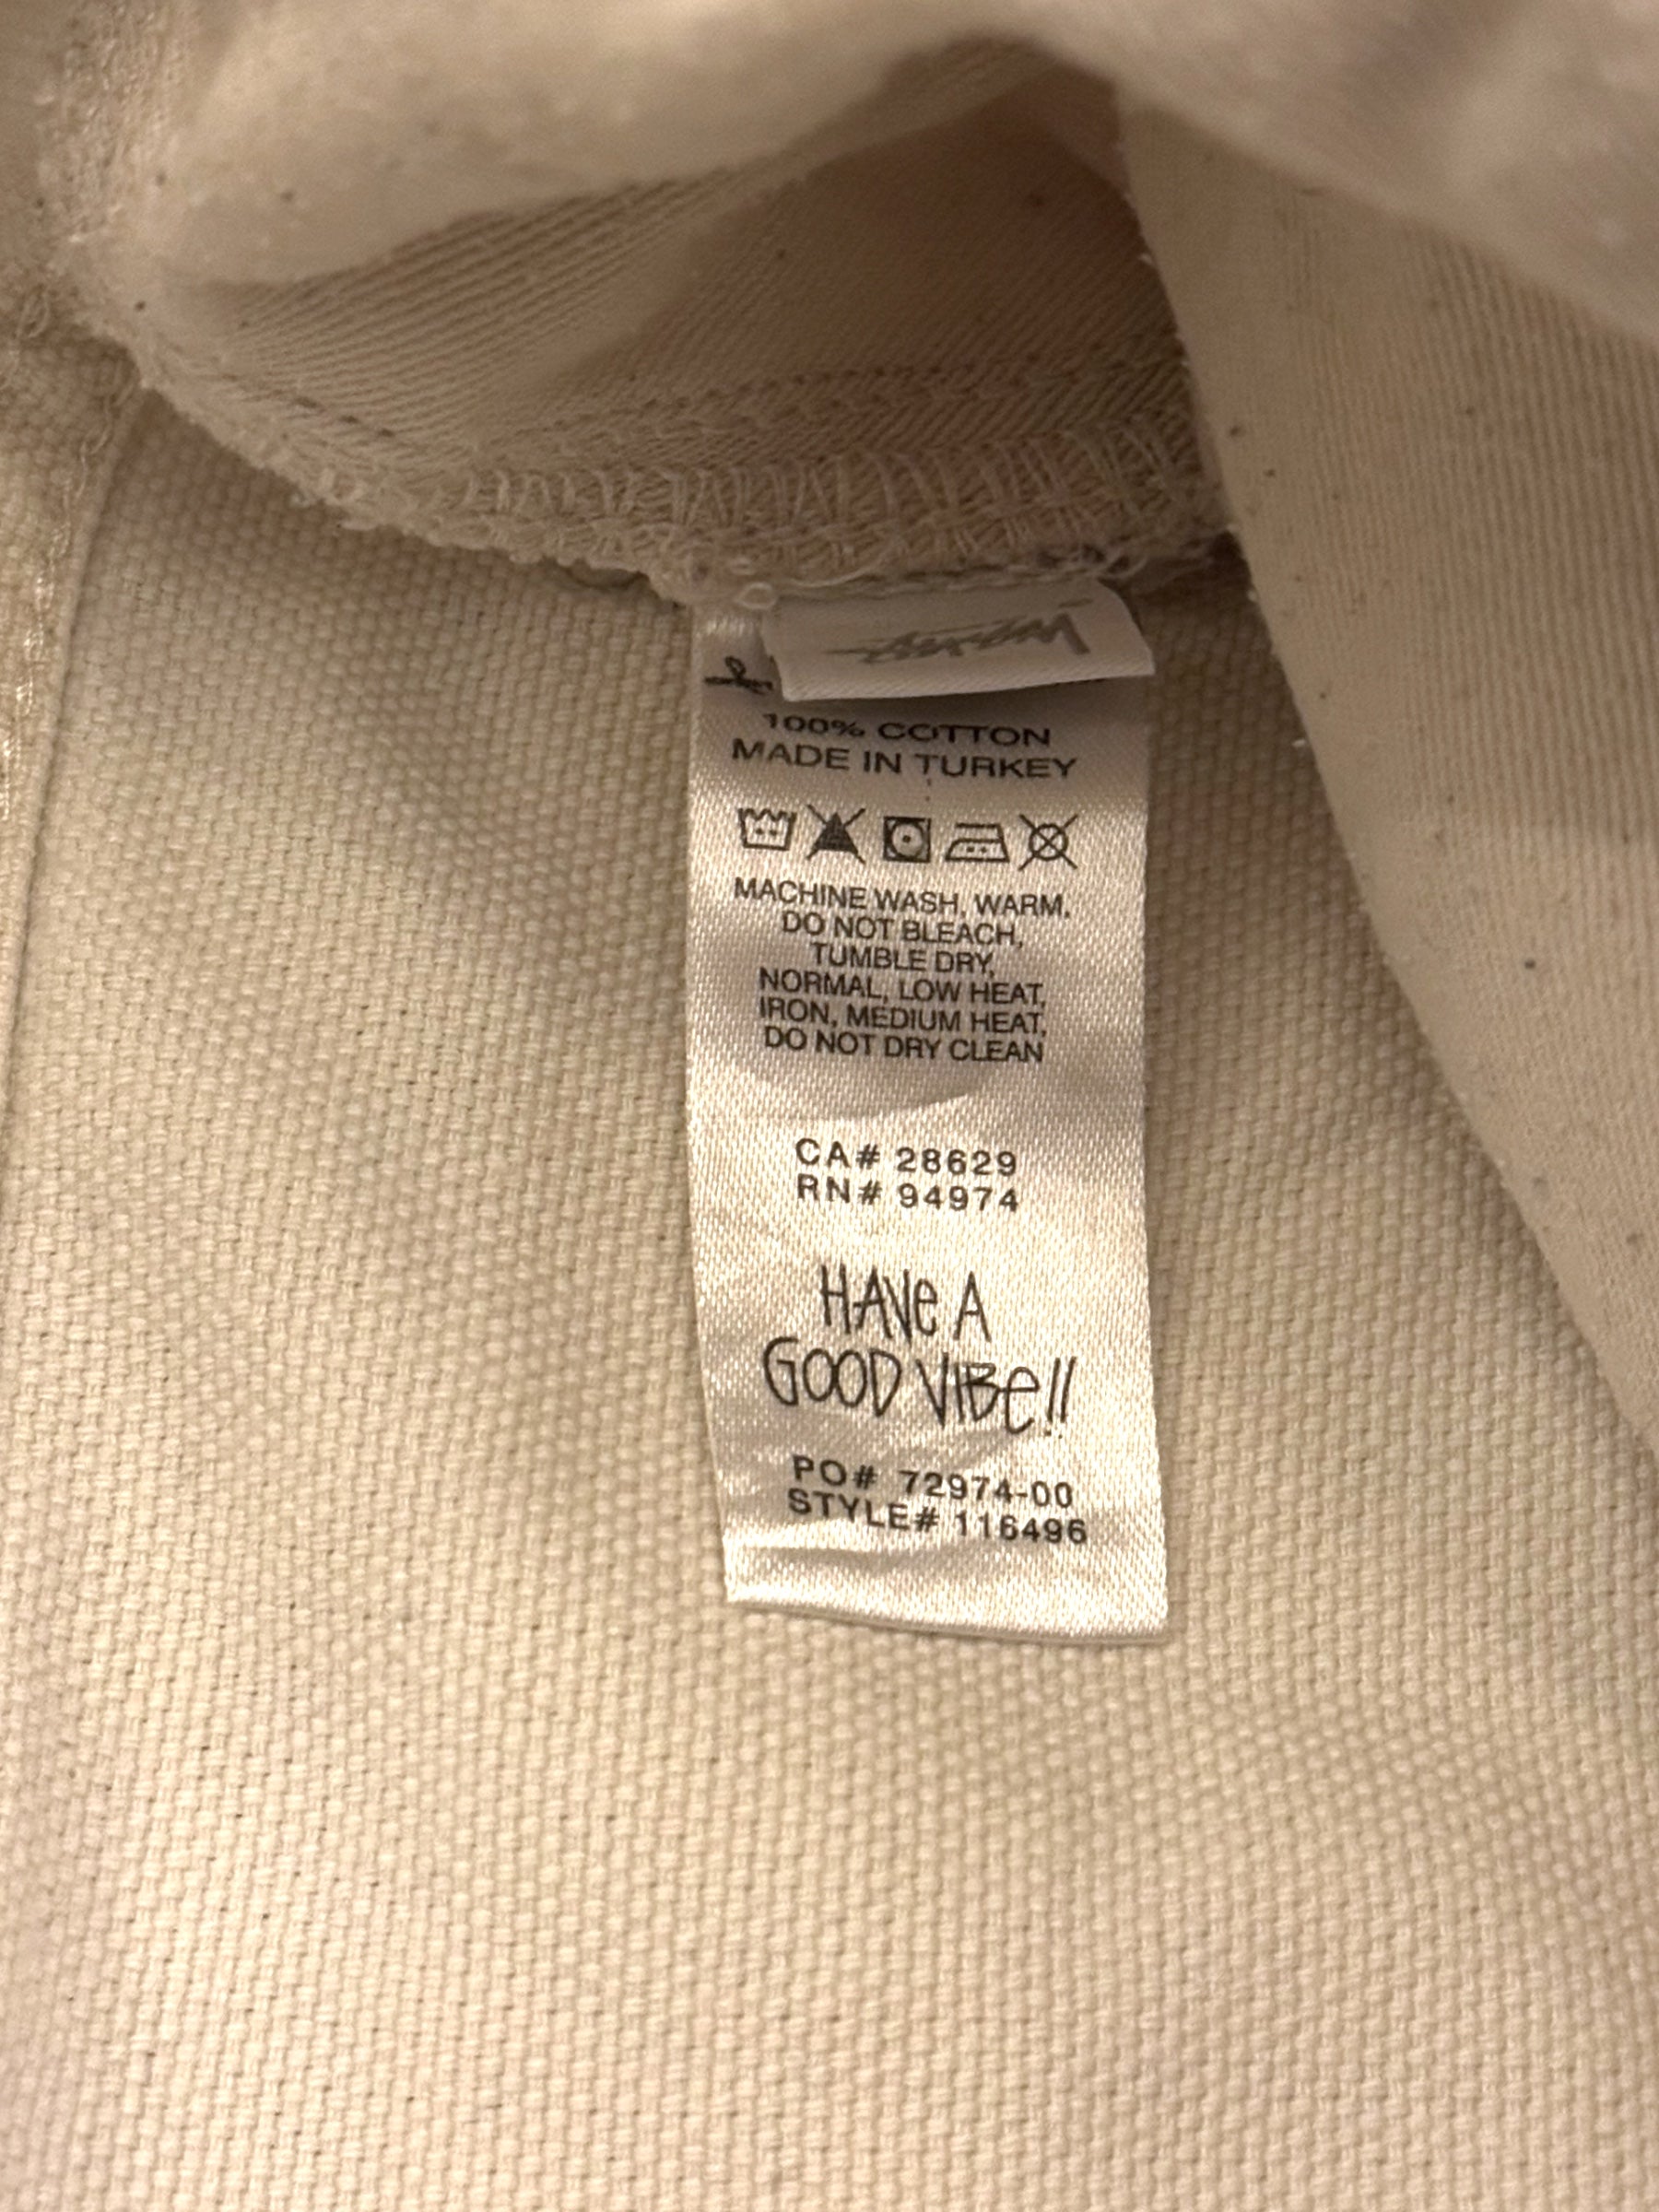 100% COTTON
MADE IN TURKEY
MACHINE WASH, WARM,
DO NOT BLEACH,
TUMBLE DRY,
NORMAL, LOW HEAT,
IRON, MEDIUM HEAT,
DO NOT DRY CLEAN
CA# 28629
RN# 94974
HAVe A
GOOD VIBe!!
PO# 72974-00
STYLE# 116496